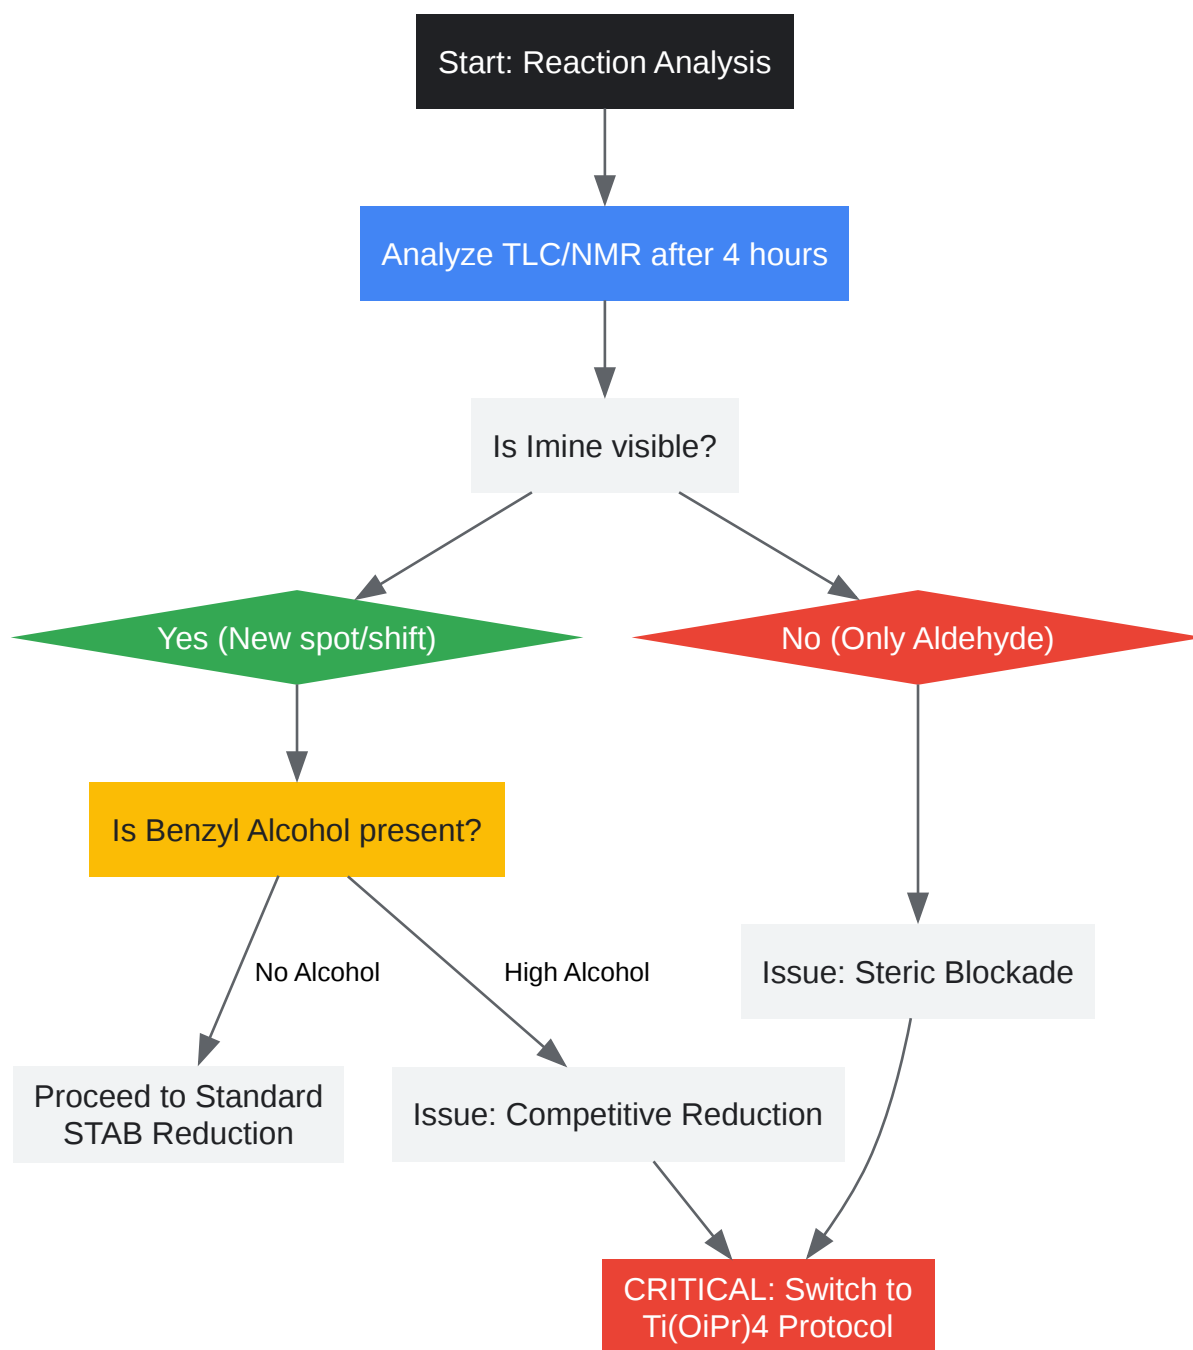 Start: Reaction Analysis
Analyze TLC/NMR after 4 hours
Is Imine visible?
Yes (New spot/shift)
No (Only Aldehyde)
Is Benzyl Alcohol present?
No Alcohol
High Alcohol
Issue: Steric Blockade
Proceed to Standard
STAB Reduction
Issue: Competitive Reduction
CRITICAL: Switch to
Ti(OiPr)4 Protocol